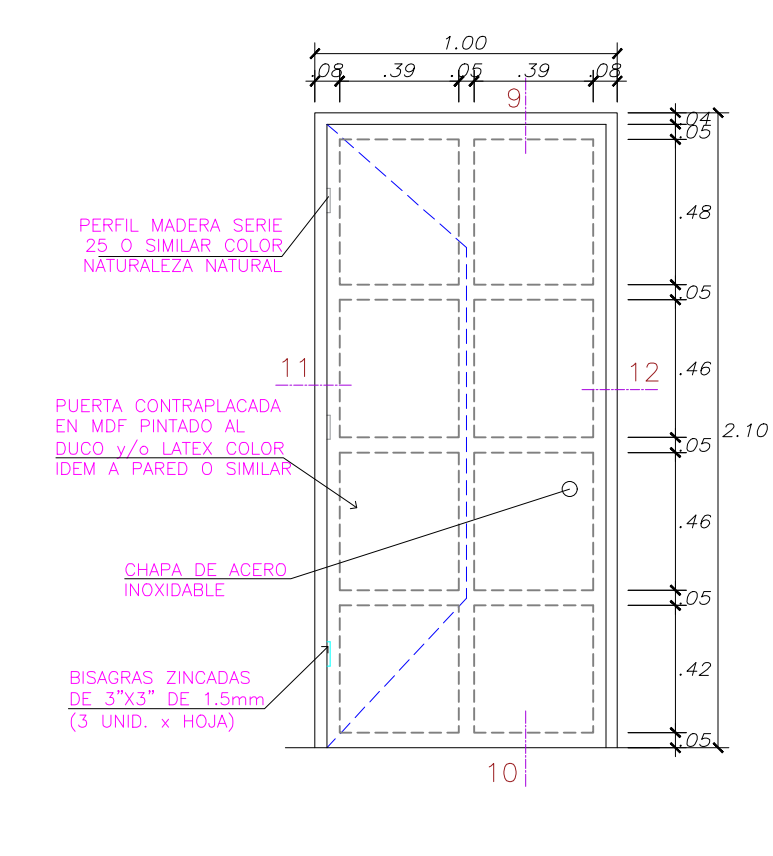 1.00
.08 .39 .05 .39 .08
9
.04
.05
PERFIL MADERA SERIE
25 O SIMILAR COLOR
NATURALEZA NATURAL
.48
.05
11
.46
12
PUERTA CONTRAPLACADA
EN MDF PINTADO AL
DUCO y/o LATEX COLOR
IDEM A PARED O SIMILAR
2.10
.05
.46
CHAPA DE ACERO
INOXIDABLE
.05
.42
BISAGRAS ZINCADAS
DE 3”X3” DE 1.5mm
(3 UNID. x HOJA)
.05
10